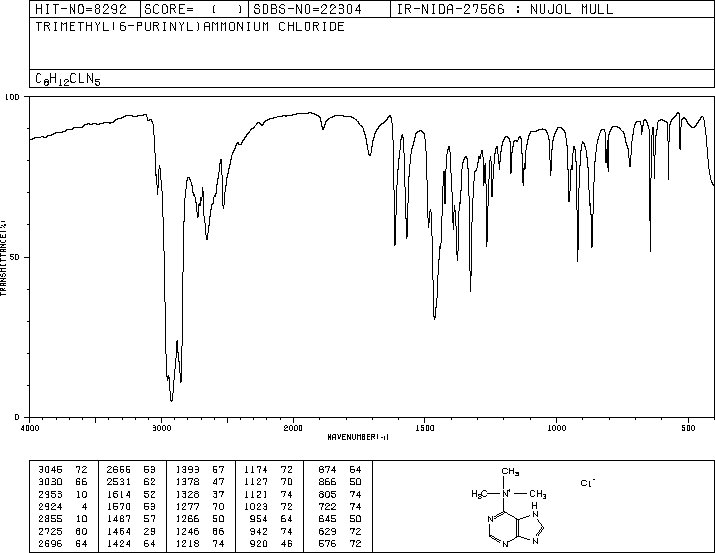 HIT-NO=8292 SCORE= ( ) SDBS-NO=22304 IR-NIDA-27566 : NUJOL MULL
TRIMETHYL(6-PURINYL)AMMONIUM CHLORIDE
C8H12CLN5
100
50
0
TRANSMITTANCE(%)
4000 3000 2000 1500 1000 500
WAVENUMBER(-1)
3045 72 2666 53 1393 57 1174 72 874 64
3030 66 2531 62 1378 47 1127 70 866 50
2953 10 1614 52 1328 37 1121 74 805 74
2924 4 1570 53 1277 70 1023 72 722 74
2855 10 1487 57 1266 50 954 64 645 50
2725 60 1464 29 1246 66 942 74 629 72
2696 64 1424 64 1218 74 920 46 576 72
CH3
H3C N+ CH3 Cl-
H
N N
N N